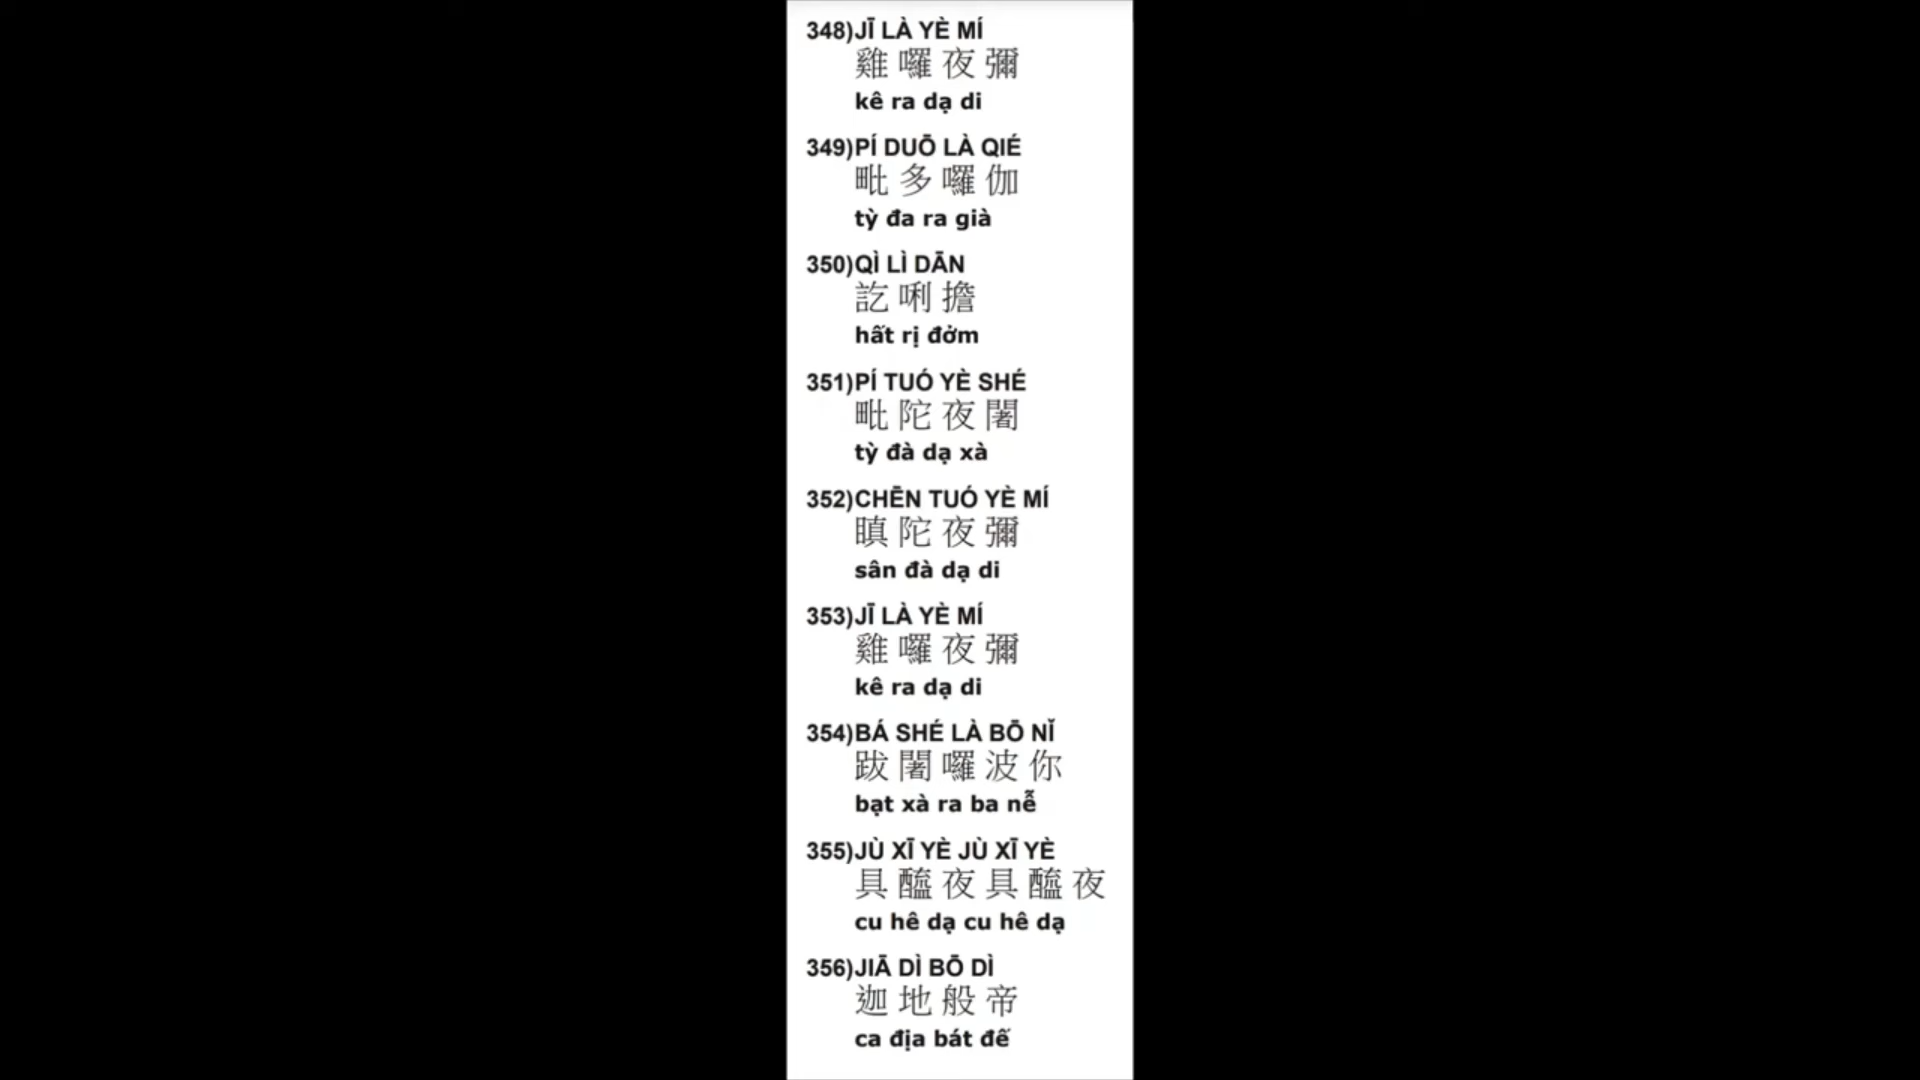 348)JĪ LÀ YÈ MÍ
雞 囉 夜 彌
kê ra dạ di
349)PÍ DUŌ LÀ QIÉ
毗 多 囉 伽
tỳ đa ra già
350)QÌ LÌ DĀN
訖 唎 擔
hất rị đởm
351)PÍ TUÓ YÈ SHÉ
毗 陀 夜 闍
tỳ đà dạ xà
352)CHĒN TUÓ YÈ MÍ
瞋 陀 夜 彌
sân đà dạ di
353)JĪ LÀ YÈ MÍ
雞 囉 夜 彌
kê ra dạ di
354)BÁ SHÉ LÀ BŌ NǏ
跋 闍 囉 波 你
bạt xà ra ba nễ
355)JÙ XĪ YÈ JÙ XĪ YÈ
具 醯 夜 具 醯 夜
cu hê dạ cu hê dạ
356)JIĀ DÌ BŌ DÌ
迦 地 般 帝
ca địa bát đế